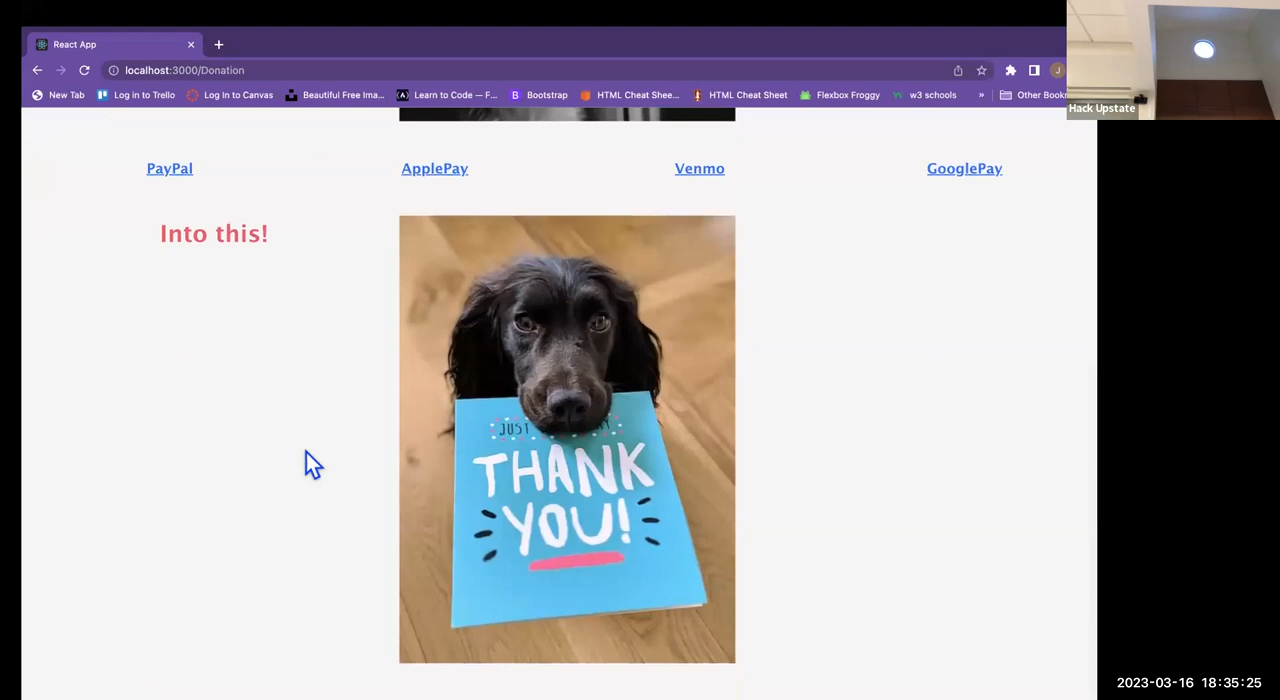 React App
localhost:3000/Donation
J
New Tab
Log in to Trello
Log In to Canvas
Beautiful Free Ima...
Learn to Code — F...
B Bootstrap
HTML Cheat Shee...
HTML Cheat Sheet
Flexbox Froggy
w3 schools
»
Other Bookm
Hack Upstate
PayPal
ApplePay
Venmo
GooglePay
Into this!
JUST
THANK
YOU!
2023-03-16 18:35:25